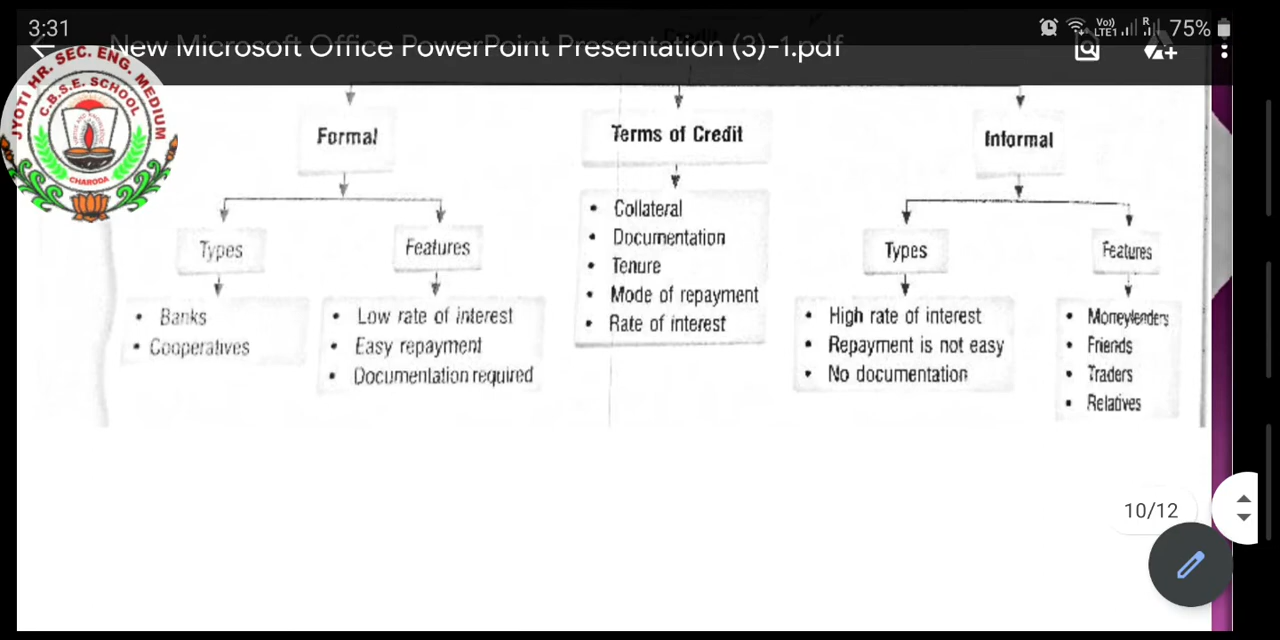 3:31
Vo)) R
LTE1 75%
New Microsoft Office PowerPoint Presentation (3)-1.pdf
JYOTI HR. SEC. ENG. MEDIUM
C.B.S.E. SCHOOL
CHARODA
Formal
Terms of Credit
Informal
Types
Features
• Collateral
• Documentation
• Tenure
• Mode of repayment
• Rate of interest
Types
Features
• Banks
• Cooperatives
• Low rate of interest
• Easy repayment
• Documentation required
• High rate of interest
• Repayment is not easy
• No documentation
• Moneylenders
• Friends
• Traders
• Relatives
10/12